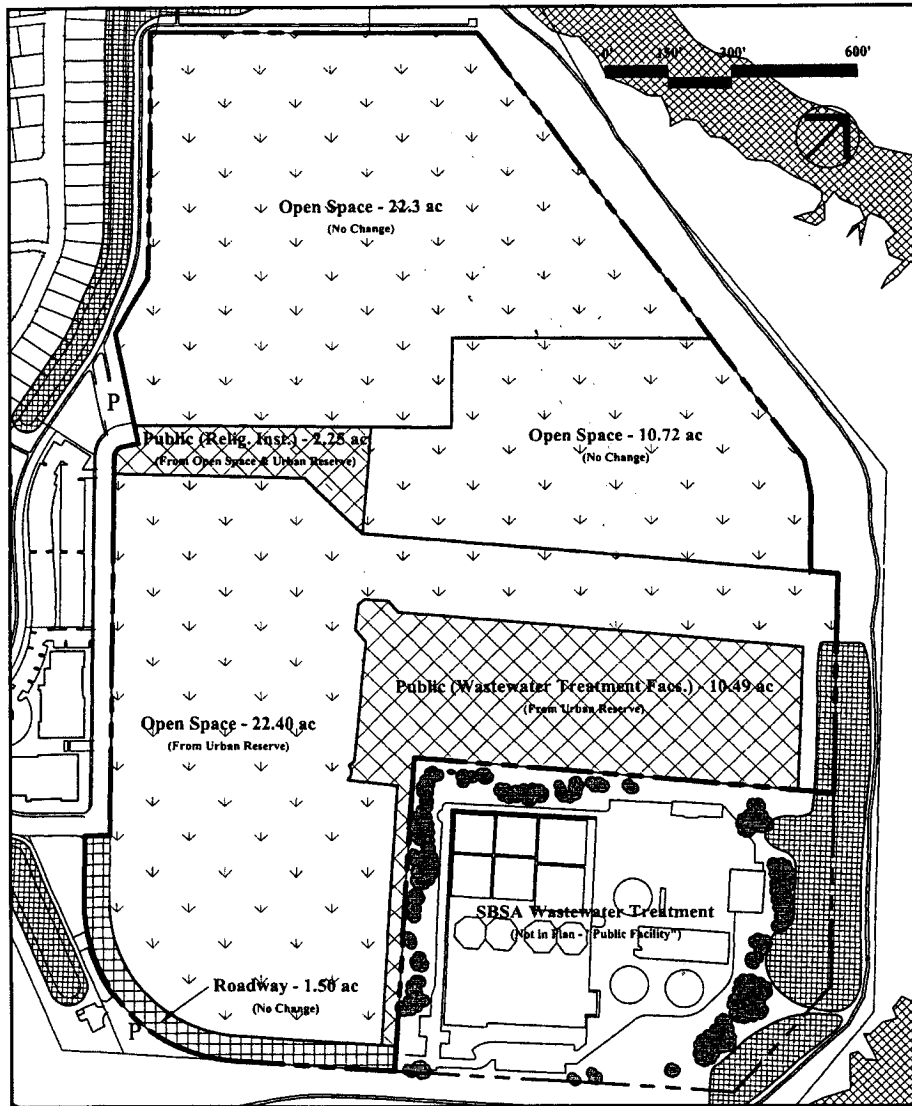 0' 150' 300' 600'
Open Space - 22.3 ac
(No Change)
P
Public (Relig. Inst.) - 2.25 ac
(From Open Space & Urban Reserve)
Open Space - 10.72 ac
(No Change)
Public (Wastewater Treatment Facs.) - 10.49 ac
(From Urban Reserve)
Open Space - 22.40 ac
(From Urban Reserve)
SBSA Wastewater Treatment
(Not in Plan - "Public Facility")
Roadway - 1.50 ac
(No Change)
P